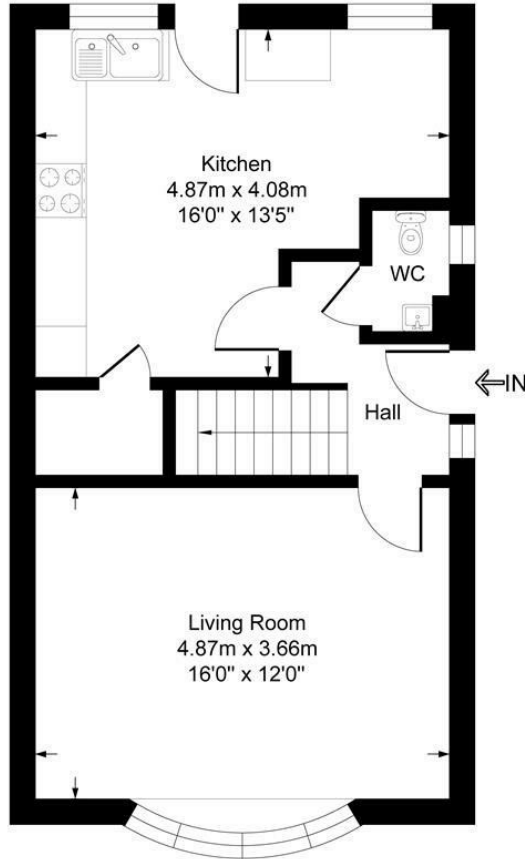 Kitchen
4.87m x 4.08m
16'0" x 13'5"
WC
IN
Hall
Living Room
4.87m x 3.66m
16'0" x 12'0"